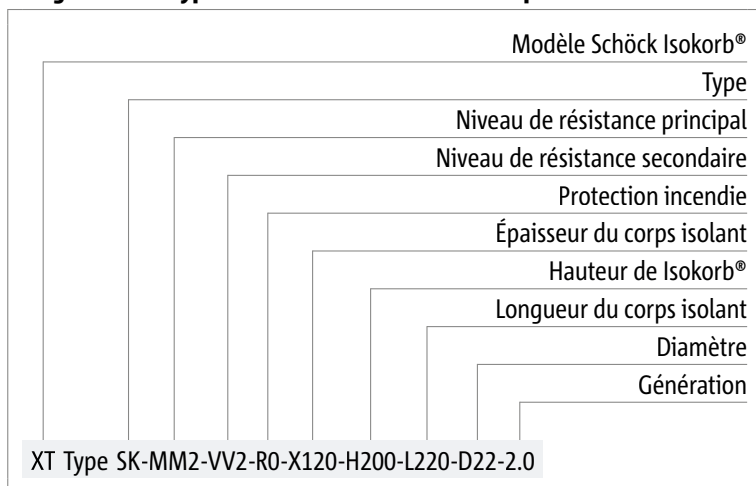 Modèle Schöck Isokorb®
Type
Niveau de résistance principal
Niveau de résistance secondaire
Protection incendie
Épaisseur du corps isolant
Hauteur de Isokorb®
Longueur du corps isolant
Diamètre
Génération
XT Type SK-MM2-VV2-R0-X120-H200-L220-D22-2.0